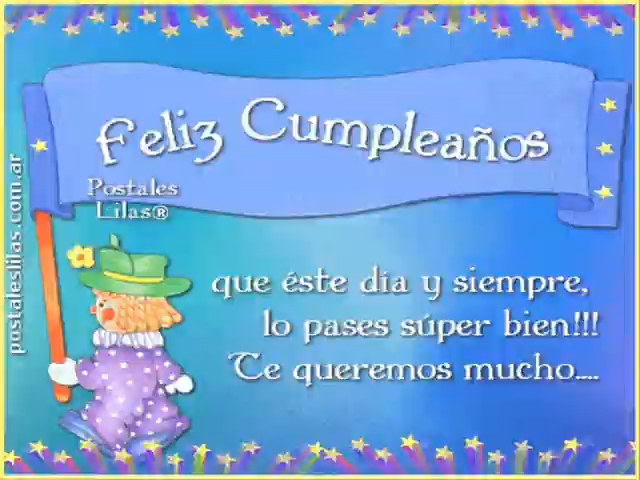 Feliz Cumpleaños
Postales
Lilas®
postaleslilas.com.ar
que éste dia y siempre,
lo pases súper bien!!!
Te queremos mucho....